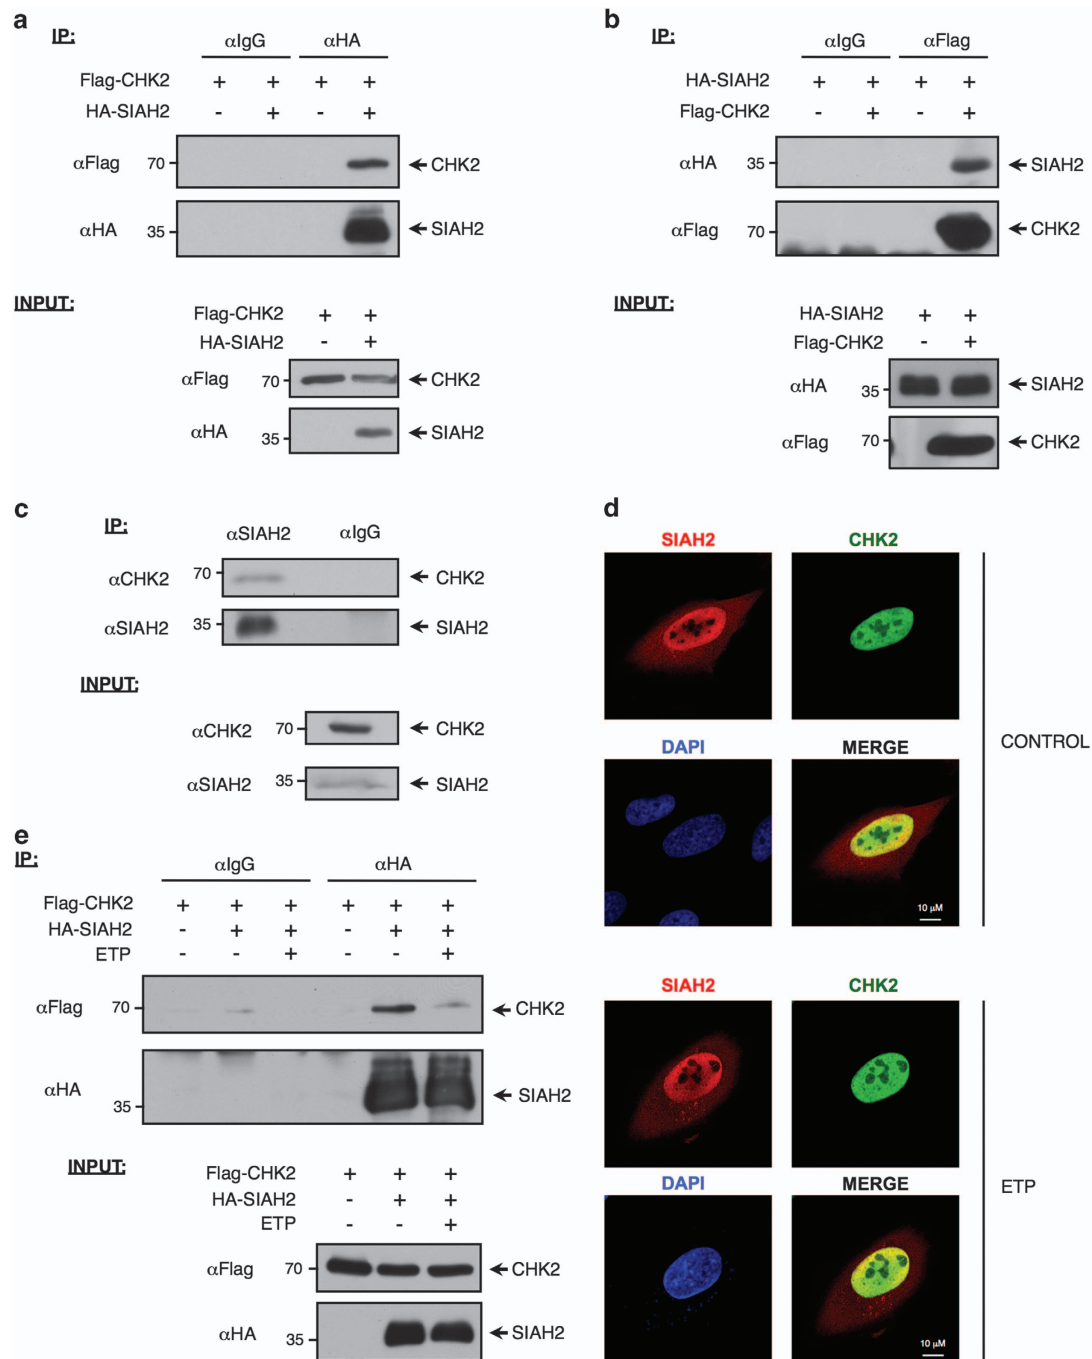 a
IP:
αIgG αHA
Flag-CHK2 + + + +
HA-SIAH2 - + - +
αFlag 70 CHK2
αHA 35 SIAH2
INPUT:
Flag-CHK2 + +
HA-SIAH2 - +
αFlag 70 CHK2
αHA 35 SIAH2
b
IP:
αIgG αFlag
HA-SIAH2 + + + +
Flag-CHK2 - + - +
αHA 35 SIAH2
αFlag 70 CHK2
INPUT:
HA-SIAH2 + +
Flag-CHK2 - +
αHA 35 SIAH2
αFlag 70 CHK2
c
IP:
αSIAH2 αIgG
αCHK2 70 CHK2
αSIAH2 35 SIAH2
INPUT:
αCHK2 70 CHK2
αSIAH2 35 SIAH2
d
SIAH2 CHK2
DAPI MERGE
10 µM
CONTROL
SIAH2 CHK2
DAPI MERGE
10 µM
ETP
e
IP:
αIgG αHA
Flag-CHK2 + + + + + +
HA-SIAH2 - + + - + +
ETP - - + - - +
αFlag 70 CHK2
αHA 35 SIAH2
INPUT:
Flag-CHK2 + + +
HA-SIAH2 - + +
ETP - - +
αFlag 70 CHK2
αHA 35 SIAH2